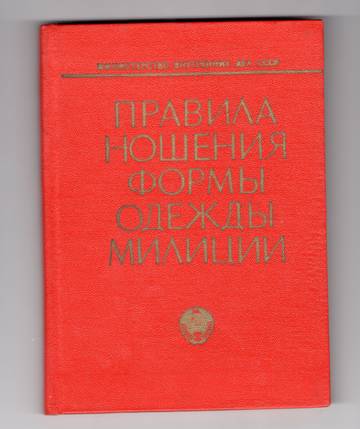 МИНИСТЕРСТВО ВНУТРЕННИХ ДЕЛ СССР
ПРАВИЛА
НОШЕНИЯ
ФОРМЫ
ОДЕЖДЫ
МИЛИЦИИ